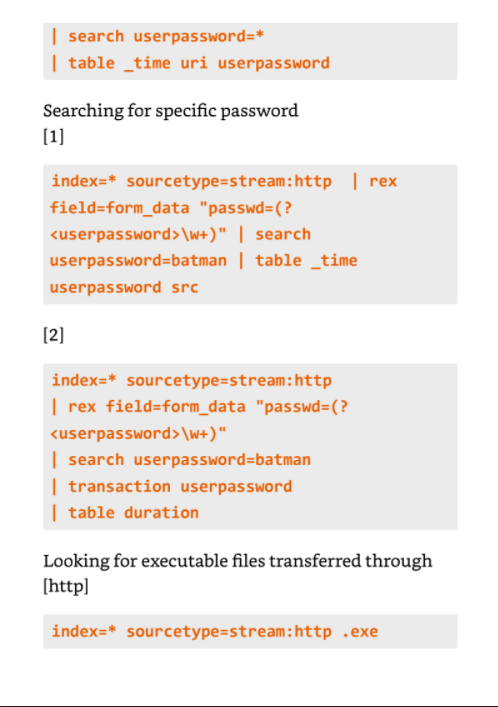 | search userpassword=*
| table _time uri userpassword
Searching for specific password
[1]
index=* sourcetype=stream:http  | rex
field=form_data "passwd=(?
<userpassword>\w+)" | search
userpassword=batman | table _time
userpassword src
[2]
index=* sourcetype=stream:http
| rex field=form_data "passwd=(?
<userpassword>\w+)"
| search userpassword=batman
| transaction userpassword
| table duration
Looking for executable files transferred through
[http]
index=* sourcetype=stream:http .exe